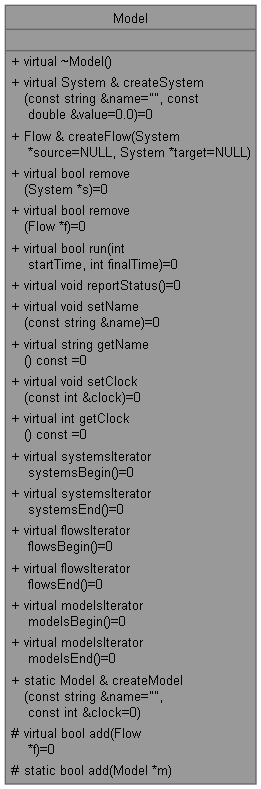 Model
+ virtual ~Model()
+ virtual System & createSystem
(const string &name="", const
double &value=0.0)=0
+ Flow & createFlow(System
*source=NULL, System *target=NULL)
+ virtual bool remove
(System *s)=0
+ virtual bool remove
(Flow *f)=0
+ virtual bool run(int
startTime, int finalTime)=0
+ virtual void reportStatus()=0
+ virtual void setName
(const string &name)=0
+ virtual string getName
() const =0
+ virtual void setClock
(const int &clock)=0
+ virtual int getClock
() const =0
+ virtual systemsIterator
systemsBegin()=0
+ virtual systemsIterator
systemsEnd()=0
+ virtual flowsIterator
flowsBegin()=0
+ virtual flowsIterator
flowsEnd()=0
+ virtual modelsIterator
modelsBegin()=0
+ virtual modelsIterator
modelsEnd()=0
+ static Model & createModel
(const string &name="",
const int &clock=0)
# virtual bool add(Flow
*f)=0
# static bool add(Model *m)